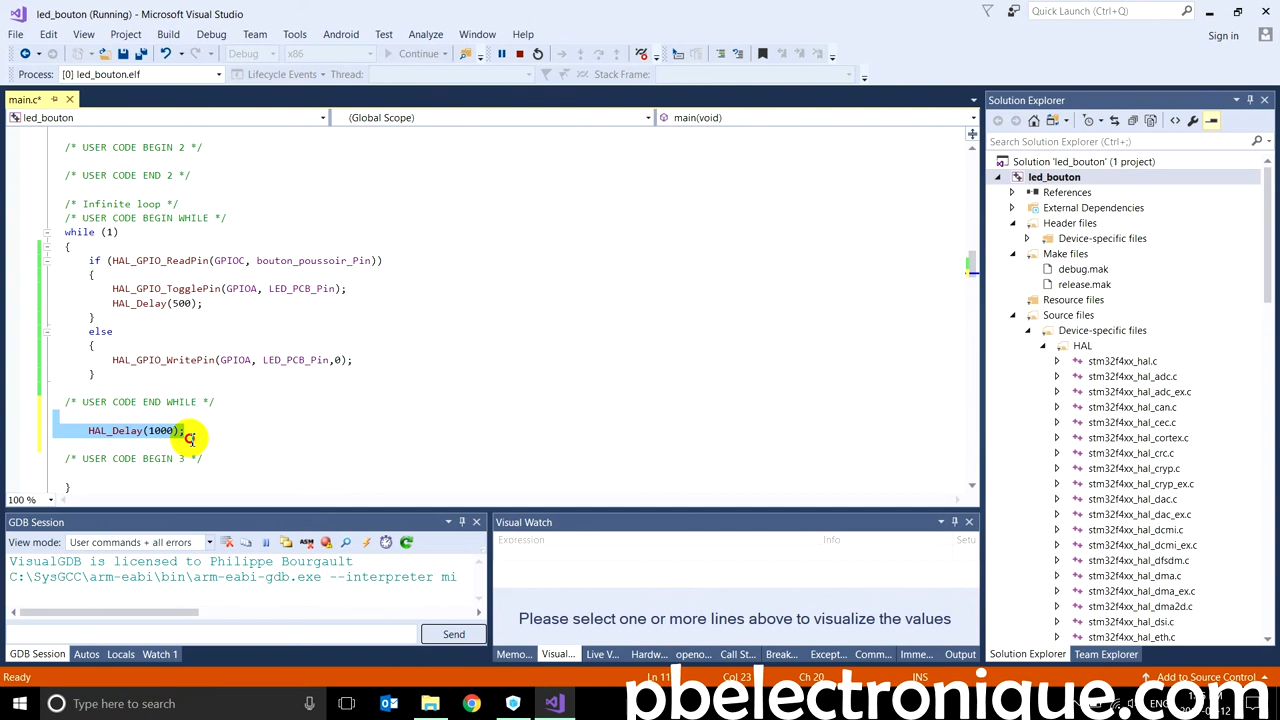 led_bouton (Running) - Microsoft Visual Studio
Quick Launch (Ctrl+Q)
File Edit View Project Build Debug Team Tools Android Test Analyze Window Help
Sign in
Debug x86 Continue
Process: [0] led_bouton.elf Lifecycle Events Thread: Stack Frame:
main.c*
led_bouton (Global Scope) main(void)
/* USER CODE BEGIN 2 */
/* USER CODE END 2 */
/* Infinite loop */
/* USER CODE BEGIN WHILE */
while (1)
{
if (HAL_GPIO_ReadPin(GPIOC, bouton_poussoir_Pin))
{
HAL_GPIO_TogglePin(GPIOA, LED_PCB_Pin);
HAL_Delay(500);
}
else
{
HAL_GPIO_WritePin(GPIOA, LED_PCB_Pin,0);
}
/* USER CODE END WHILE */
HAL_Delay(1000);
/* USER CODE BEGIN 3 */
}
100 %
Solution Explorer
Search Solution Explorer (Ctrl+;)
Solution 'led_bouton' (1 project)
led_bouton
References
External Dependencies
Header files
Device-specific files
Make files
debug.mak
release.mak
Resource files
Source files
Device-specific files
HAL
stm32f4xx_hal.c
stm32f4xx_hal_adc.c
stm32f4xx_hal_adc_ex.c
stm32f4xx_hal_can.c
stm32f4xx_hal_cec.c
stm32f4xx_hal_cortex.c
stm32f4xx_hal_crc.c
stm32f4xx_hal_cryp.c
stm32f4xx_hal_cryp_ex.c
stm32f4xx_hal_dac.c
stm32f4xx_hal_dac_ex.c
stm32f4xx_hal_dcmi.c
stm32f4xx_hal_dcmi_ex.c
stm32f4xx_hal_dfsdm.c
stm32f4xx_hal_dma.c
stm32f4xx_hal_dma_ex.c
stm32f4xx_hal_dma2d.c
stm32f4xx_hal_dsi.c
stm32f4xx_hal_eth.c
Solution Explorer Team Explorer
GDB Session
View mode: User commands + all errors
VisualGDB is licensed to Philippe Bourgault
C:\SysGCC\arm-eabi\bin\arm-eabi-gdb.exe --interpreter mi
Send
GDB Session Autos Locals Watch 1
Visual Watch
Expression Info Setu
Please select one or more lines above to visualize the values
Memo... Visual... Live V... Hardw... openo... Call St... Break... Except... Comm... Imme... Output
Ready Col 23 Ch 20 INS Add to Source Control
Type here to search
pbelectronique.com